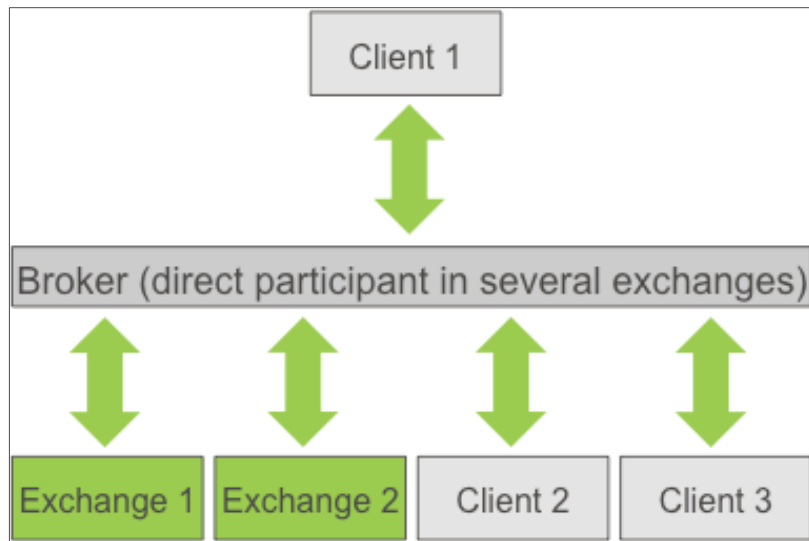 Client 1
Broker (direct participant in several exchanges)
Exchange 1
Exchange 2
Client 2
Client 3